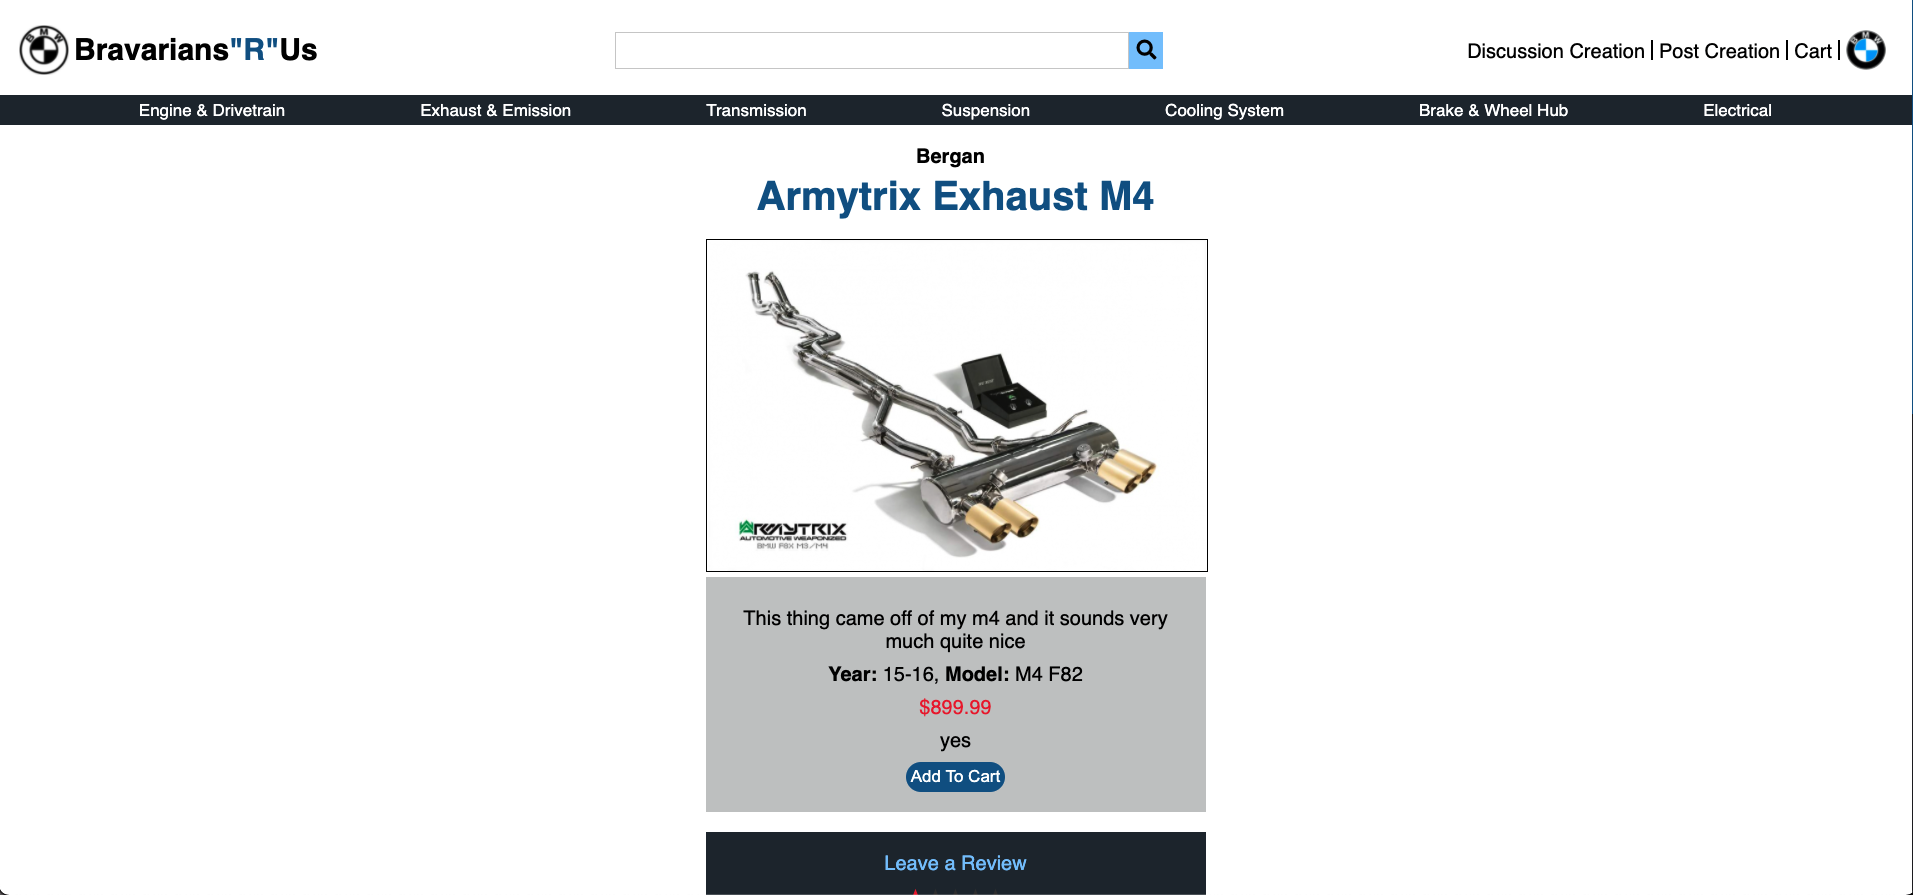 BMW
Bravarians"R"Us
Discussion Creation
Post Creation
Cart
BMW
Engine & Drivetrain
Exhaust & Emission
Transmission
Suspension
Cooling System
Brake & Wheel Hub
Electrical
Bergan
Armytrix Exhaust M4
ARMYTRIX
AUTOMOTIVE WEAPONIZED
BMW F8X M3/M4
This thing came off of my m4 and it sounds very
much quite nice
Year: 15-16, Model: M4 F82
$899.99
yes
Add To Cart
Leave a Review